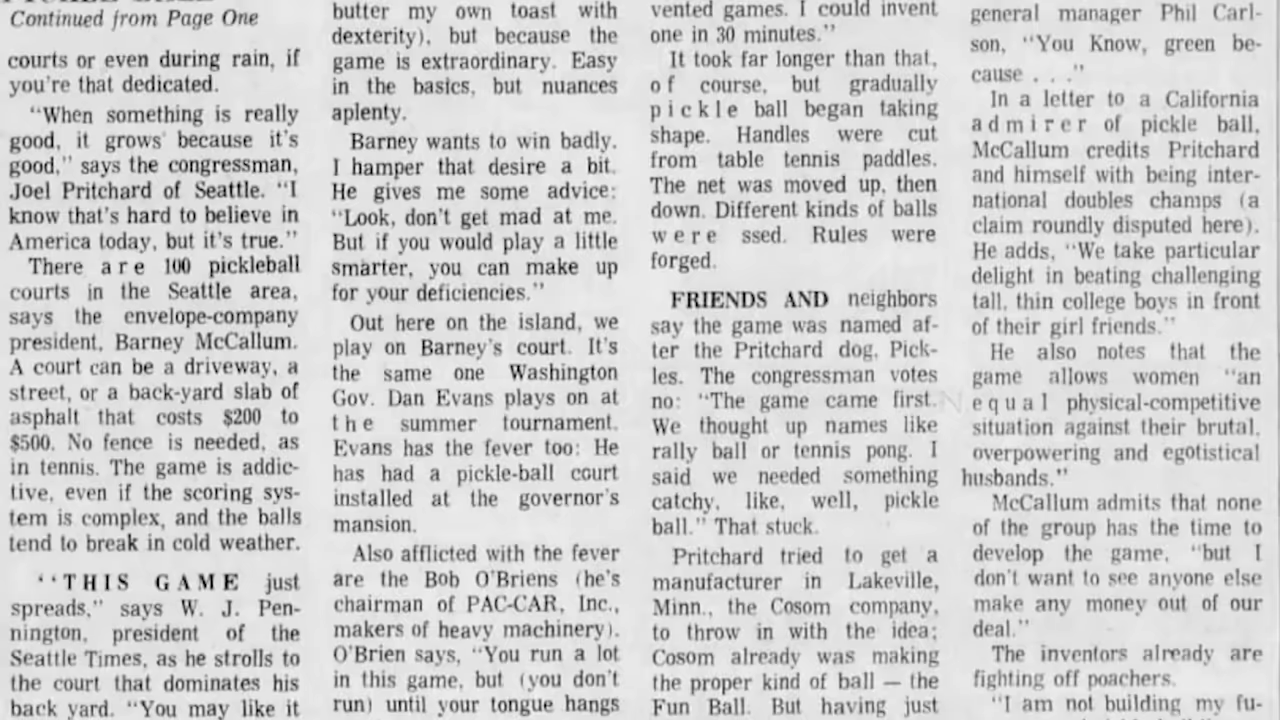 Continued from Page One
courts or even during rain, if
you're that dedicated.
"When something is really
good, it grows because it's
good," says the congressman,
Joel Pritchard of Seattle. "I
know that's hard to believe in
America today, but it's true."
There are 100 pickleball
courts in the Seattle area,
says the envelope-company
president, Barney McCallum.
A court can be a driveway, a
street, or a back-yard slab of
asphalt that costs $200 to
$500. No fence is needed, as
in tennis. The game is addic-
tive, even if the scoring sys-
tem is complex, and the balls
tend to break in cold weather.
"THIS GAME just
spreads," says W. J. Pen-
nington, president of the
Seattle Times, as he strolls to
the court that dominates his
back yard. "You may like it
butter my own toast with
dexterity), but because the
game is extraordinary. Easy
in the basics, but nuances
aplenty.
Barney wants to win badly.
I hamper that desire a bit.
He gives me some advice:
"Look, don't get mad at me.
But if you would play a little
smarter, you can make up
for your deficiencies."
Out here on the island, we
play on Barney's court. It's
the same one Washington
Gov. Dan Evans plays on at
the summer tournament.
Evans has the fever too: He
has had a pickle-ball court
installed at the governor's
mansion.
Also afflicted with the fever
are the Bob O'Briens (he's
chairman of PAC-CAR, Inc.,
makers of heavy machinery).
O'Brien says, "You run a lot
in this game, but (you don't
run) until your tongue hangs
vented games. I could invent
one in 30 minutes."
It took far longer than that,
of course, but gradually
pickle ball began taking
shape. Handles were cut
from table tennis paddles.
The net was moved up, then
down. Different kinds of balls
were ssed. Rules were
forged.
FRIENDS AND neighbors
say the game was named af-
ter the Pritchard dog, Pick-
les. The congressman votes
no: "The game came first.
We thought up names like
rally ball or tennis pong. I
said we needed something
catchy, like, well, pickle
ball." That stuck.
Pritchard tried to get a
manufacturer in Lakeville,
Minn., the Cosom company,
to throw in with the idea;
Cosom already was making
the proper kind of ball — the
Fun Ball. But having just
general manager Phil Carl-
son, "You Know, green be-
cause . . ."
In a letter to a California
admirer of pickle ball,
McCallum credits Pritchard
and himself with being inter-
national doubles champs (a
claim roundly disputed here).
He adds, "We take particular
delight in beating challenging
tall, thin college boys in front
of their girl friends."
He also notes that the
game allows women "an
equal physical-competitive
situation against their brutal,
overpowering and egotistical
husbands."
McCallum admits that none
of the group has the time to
develop the game, "but I
don't want to see anyone else
make any money out of our
deal."
The inventors already are
fighting off poachers.
"I am not building my fu-